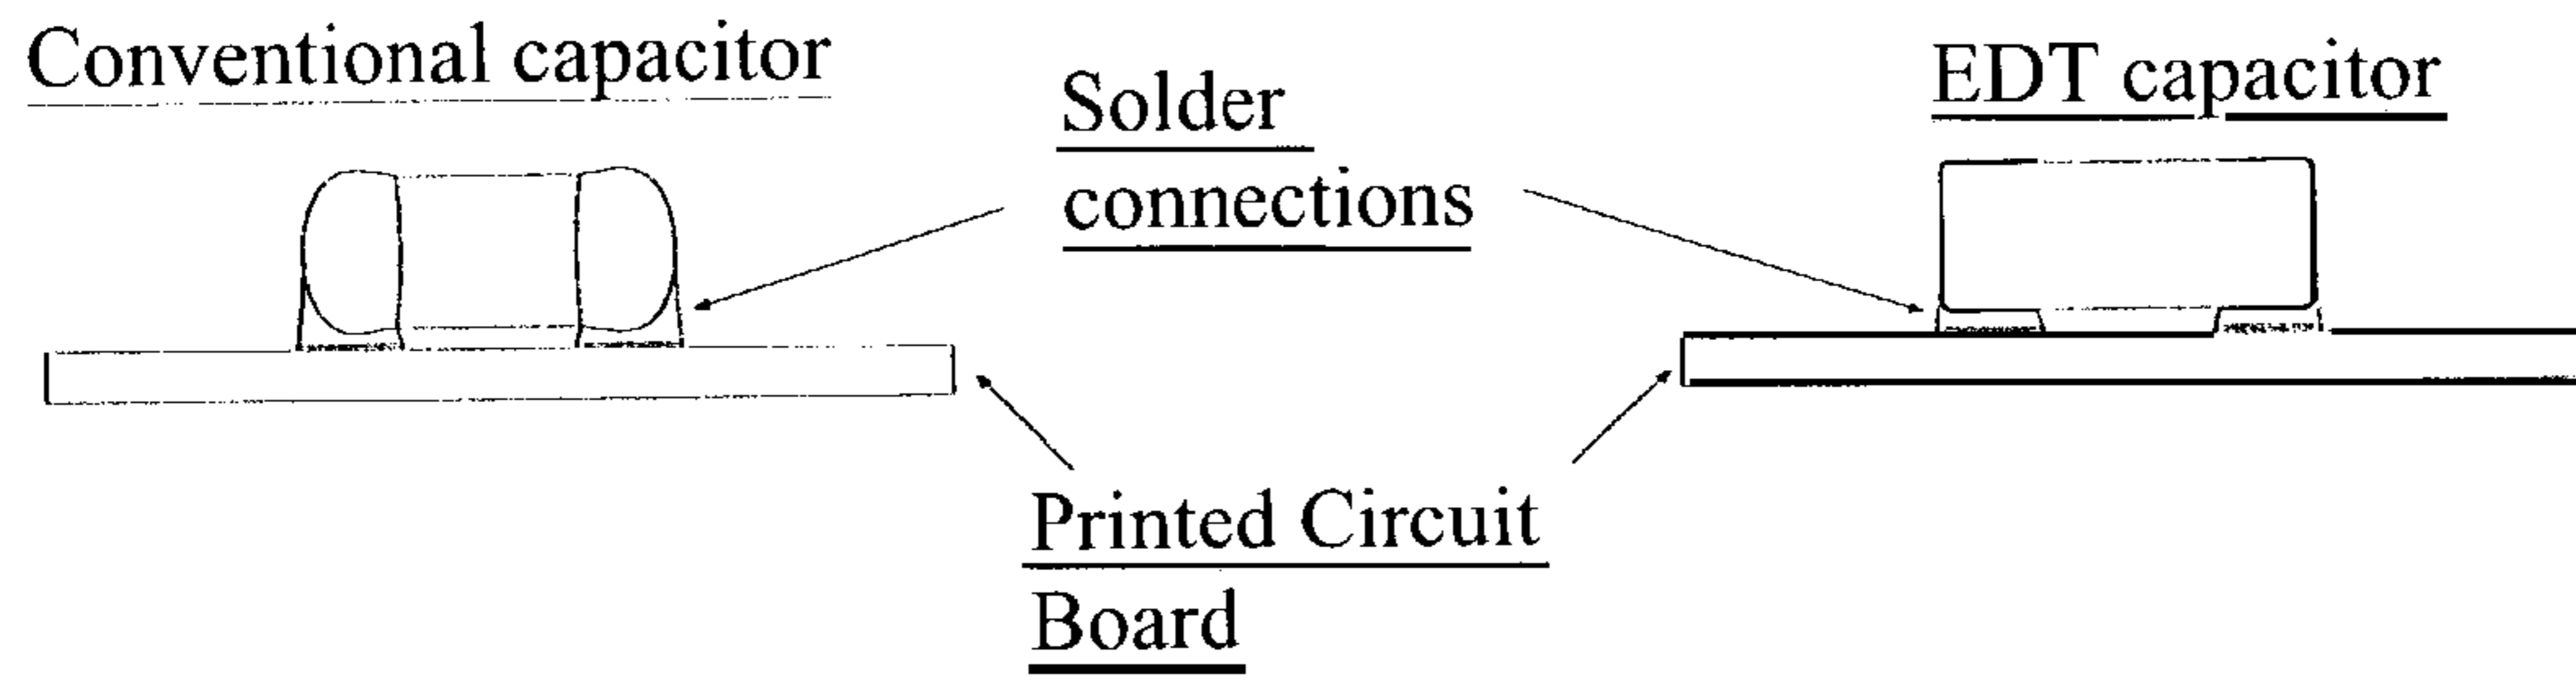 Conventional capacitor
Solder
connections
EDT capacitor
Printed Circuit
Board